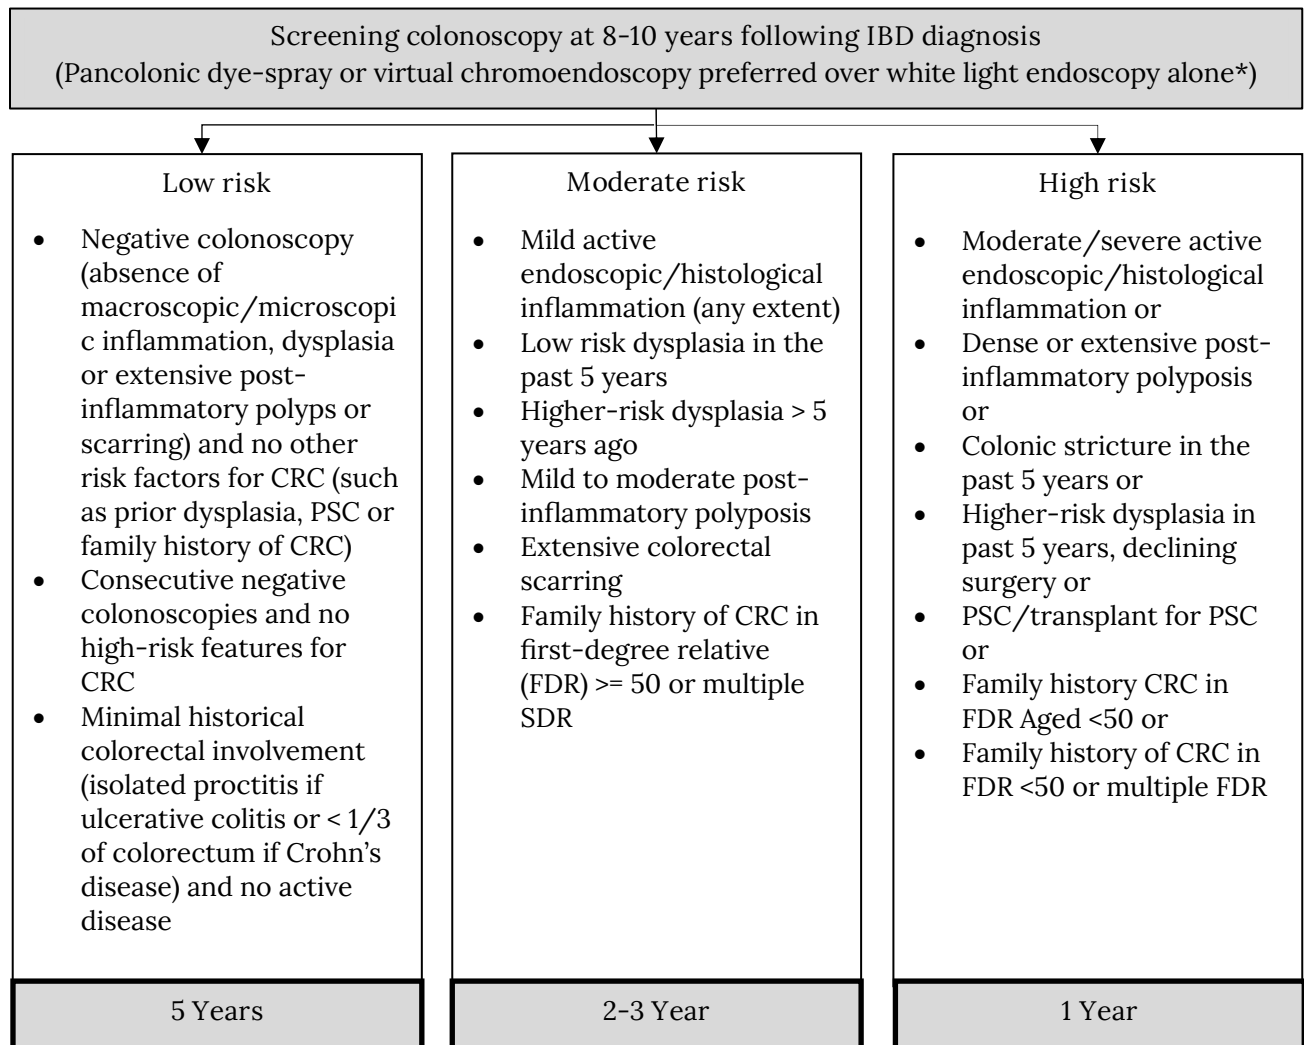 Screening colonoscopy at 8-10 years following IBD diagnosis
(Pancolonic dye-spray or virtual chromoendoscopy preferred over white light endoscopy alone*)
Low risk
• Negative colonoscopy
(absence of
macroscopic/microscopi
c inflammation, dysplasia
or extensive post-
inflammatory polyps or
scarring) and no other
risk factors for CRC (such
as prior dysplasia, PSC or
family history of CRC)
• Consecutive negative
colonoscopies and no
high-risk features for
CRC
• Minimal historical
colorectal involvement
(isolated proctitis if
ulcerative colitis or < 1/3
of colorectum if Crohn's
disease) and no active
disease
5 Years
Moderate risk
• Mild active
endoscopic/histological
inflammation (any extent)
• Low risk dysplasia in the
past 5 years
• Higher-risk dysplasia > 5
years ago
• Mild to moderate post-
inflammatory polyposis
• Extensive colorectal
scarring
• Family history of CRC in
first-degree relative
(FDR) >= 50 or multiple
SDR
2-3 Year
High risk
• Moderate/severe active
endoscopic/histological
inflammation or
• Dense or extensive post-
inflammatory polyposis
or
• Colonic stricture in the
past 5 years or
• Higher-risk dysplasia in
past 5 years, declining
surgery or
• PSC/transplant for PSC
or
• Family history CRC in
FDR Aged <50 or
• Family history of CRC in
FDR <50 or multiple FDR
1 Year